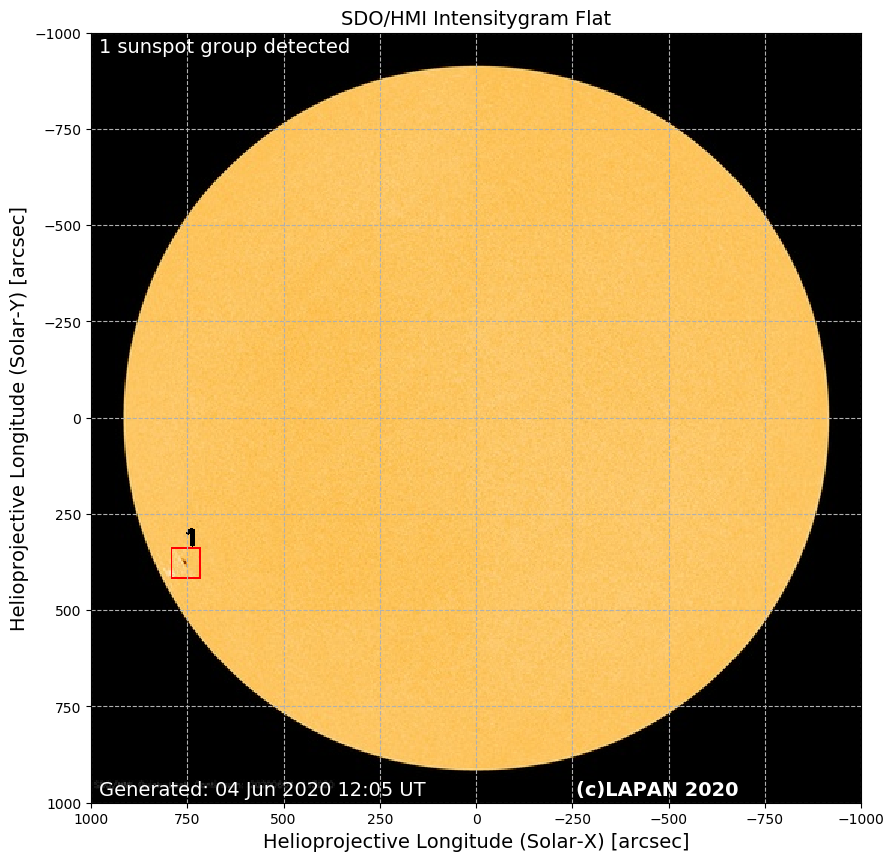 SDO/HMI Intensitygram Flat
1 sunspot group detected
−1000
−750
−500
−250
0
250
500
750
1000
Helioprojective Longitude (Solar-Y) [arcsec]
1
Generated: 04 Jun 2020 12:05 UT
(c)LAPAN 2020
1000 750 500 250 0 −250 −500 −750 −1000
Helioprojective Longitude (Solar-X) [arcsec]